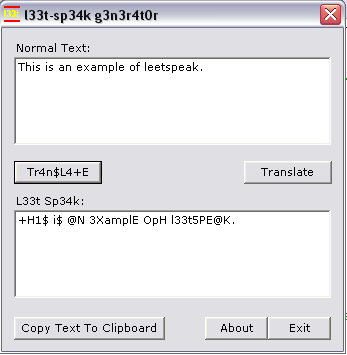 l33t-sp34k g3n3r4t0r
Normal Text:
This is an example of leetspeak.
Tr4n$L4+E
Translate
L33t Sp34k:
+H1$ i$ @N 3XamplE OpH l33t5PE@K.
Copy Text To Clipboard
About
Exit